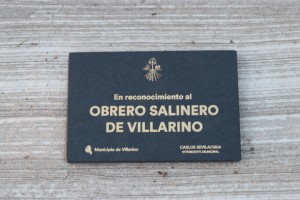 En reconocimiento al
OBRERO SALINERO
DE VILLARINO
Municipio de Villarino
CARLOS BEVILACQUA
INTENDENTE MUNICIPAL